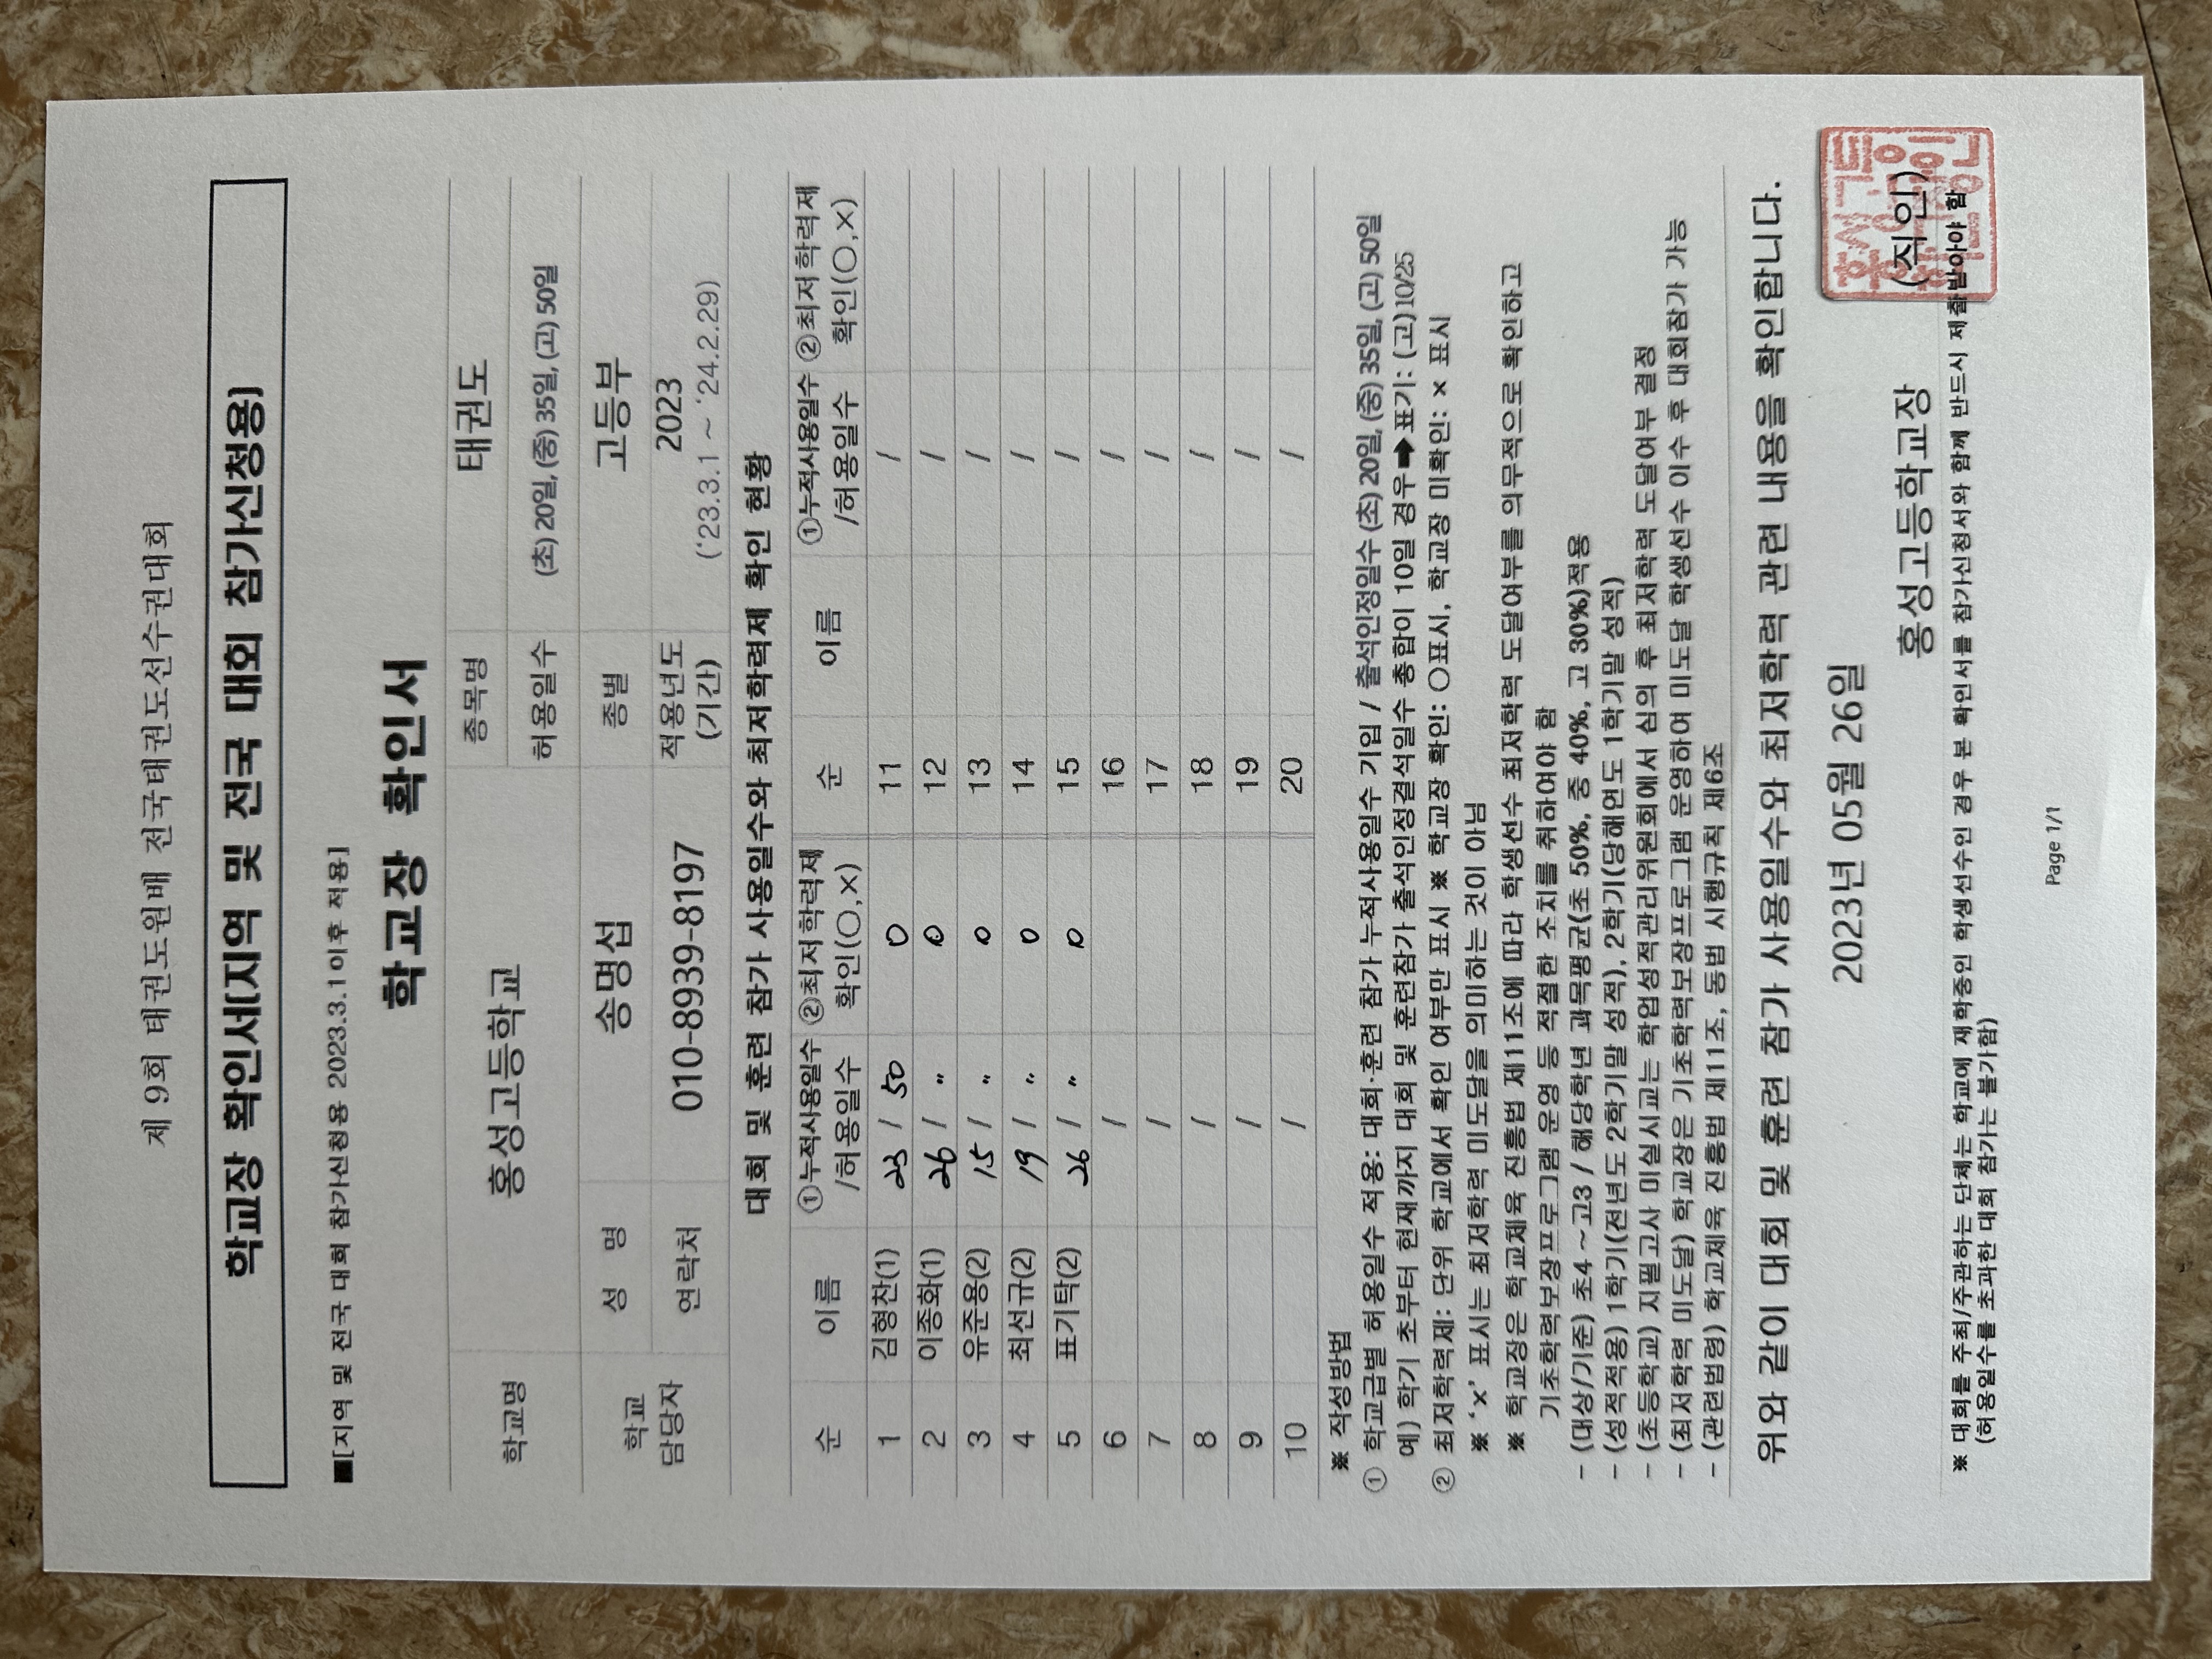 제 9회 태권도원배 전국태권도선수권대회
학교장 확인서[지역 및 전국 대회 참가신청용]
■[지역 및 전국 대회 참가신청용 2023.3.1이후 적용]
학교장 확인서
학교명 홍성고등학교 종목명 태권도
허용일수 (초) 20일, (중) 35일, (고) 50일
학교 담당자 성 명 송명섭 종별 고등부
연락처 010-8939-8197 적용년도 (기간) 2023 ('23.3.1 ~ '24.2.29)
대회 및 훈련 참가 사용일수와 최저학력제 확인 현황
순 이름 ①누적사용일수 /허용일수 ②최저학력제 확인(○,×) 순 이름 ①누적사용일수 /허용일수 ②최저학력제 확인(○,×)
1 김형찬(1) 23 / 50 0 11 /
2 이종화(1) 26 / 〃 0 12 /
3 유준용(2) 15 / 〃 0 13 /
4 최선규(2) 19 / 〃 0 14 /
5 표기탁(2) 26 / 〃 0 15 /
6 / 16 /
7 / 17 /
8 / 18 /
9 / 19 /
10 / 20 /
※ 작성방법
① 학교급별 허용일수 적용: 대회·훈련 참가 누적사용일수 기입 / 출석인정일수 (초) 20일, (중) 35일, (고) 50일
예) 학기 초부터 현재까지 대회 및 훈련참가 출석인정결석일수 총합이 10일 경우➡표기: (고)10/25
② 최저학력제: 단위 학교에서 확인 여부만 표시 ※ 학교장 확인: ○표시, 학교장 미확인: × 표시
※ '×' 표시는 최저학력 미도달을 의미하는 것이 아님
※ 학교장은 학교체육 진흥법 제11조에 따라 학생선수 최저학력 도달여부를 의무적으로 확인하고
기초학력보장프로그램 운영 등 적절한 조치를 취하여야 함
- (대상/기준) 초4 ~ 고3 / 해당학년 과목평균(초 50%, 중 40%, 고 30%)적용
- (성적적용) 1학기(전년도 2학기말 성적), 2학기(당해연도 1학기말 성적)
- (초등학교) 지필고사 미실시교는 학업성적관리위원회에서 심의 후 최저학력 도달여부 결정
- (최저학력 미도달) 학교장은 기초학력보장프로그램 운영하여 미도달 학생선수 이수 후 대회참가 가능
- (관련법령) 학교체육 진흥법 제11조, 동법 시행규칙 제6조
위와 같이 대회 및 훈련 참가 사용일수와 최저학력 관련 내용을 확인합니다.
2023년 05월 26일
홍성고등학교장 (직인)
※ 대회를 주최/주관하는 단체는 학교에 재학중인 학생선수인 경우 본 확인서를 참가신청서와 함께 반드시 제출받아야 함
(허용일수를 초과한 대회 참가는 불가함)
Page 1/1